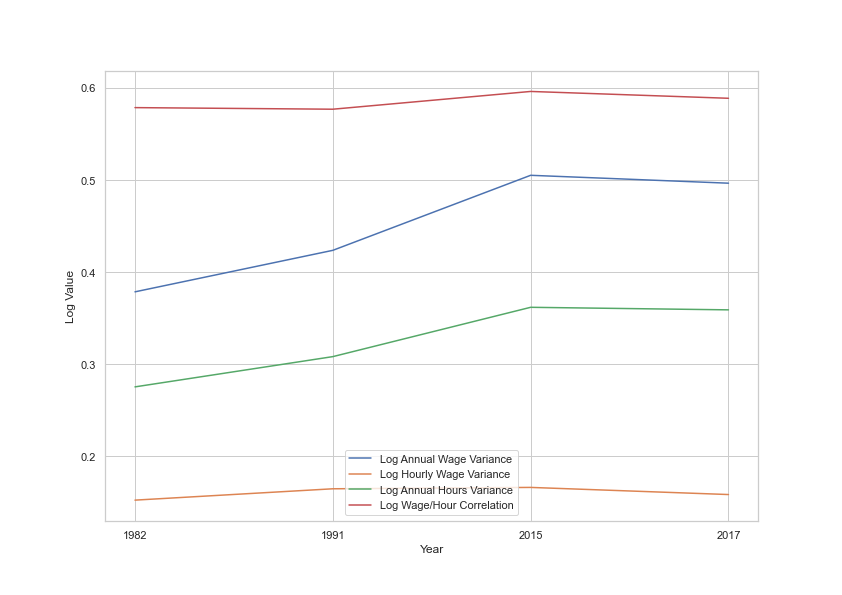 0.6
0.5
0.4
0.3
0.2
Log Value
Log Annual Wage Variance
Log Hourly Wage Variance
Log Annual Hours Variance
Log Wage/Hour Correlation
1982 1991 2015 2017
Year